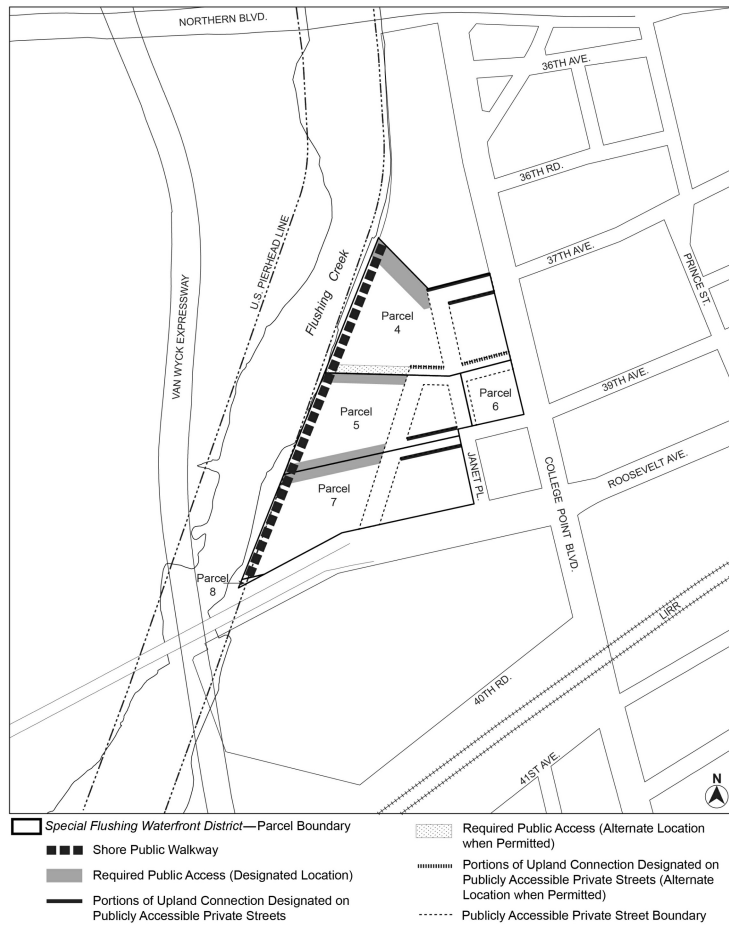 NORTHERN BLVD.
36TH AVE.
36TH RD.
37TH AVE.
PRINCE ST.
39TH AVE.
ROOSEVELT AVE.
U.S. PIERHEAD LINE
VAN WYCK EXPRESSWAY
Flushing Creek
Parcel
4
Parcel
5
Parcel
6
Parcel
7
Parcel
8
JANET PL.
COLLEGE POINT BLVD.
LIRR
40TH RD.
41ST AVE.
N
Special Flushing Waterfront District—Parcel Boundary
Shore Public Walkway
Required Public Access (Designated Location)
Portions of Upland Connection Designated on
Publicly Accessible Private Streets
Required Public Access (Alternate Location
when Permitted)
Portions of Upland Connection Designated on
Publicly Accessible Private Streets (Alternate
Location when Permitted)
Publicly Accessible Private Street Boundary